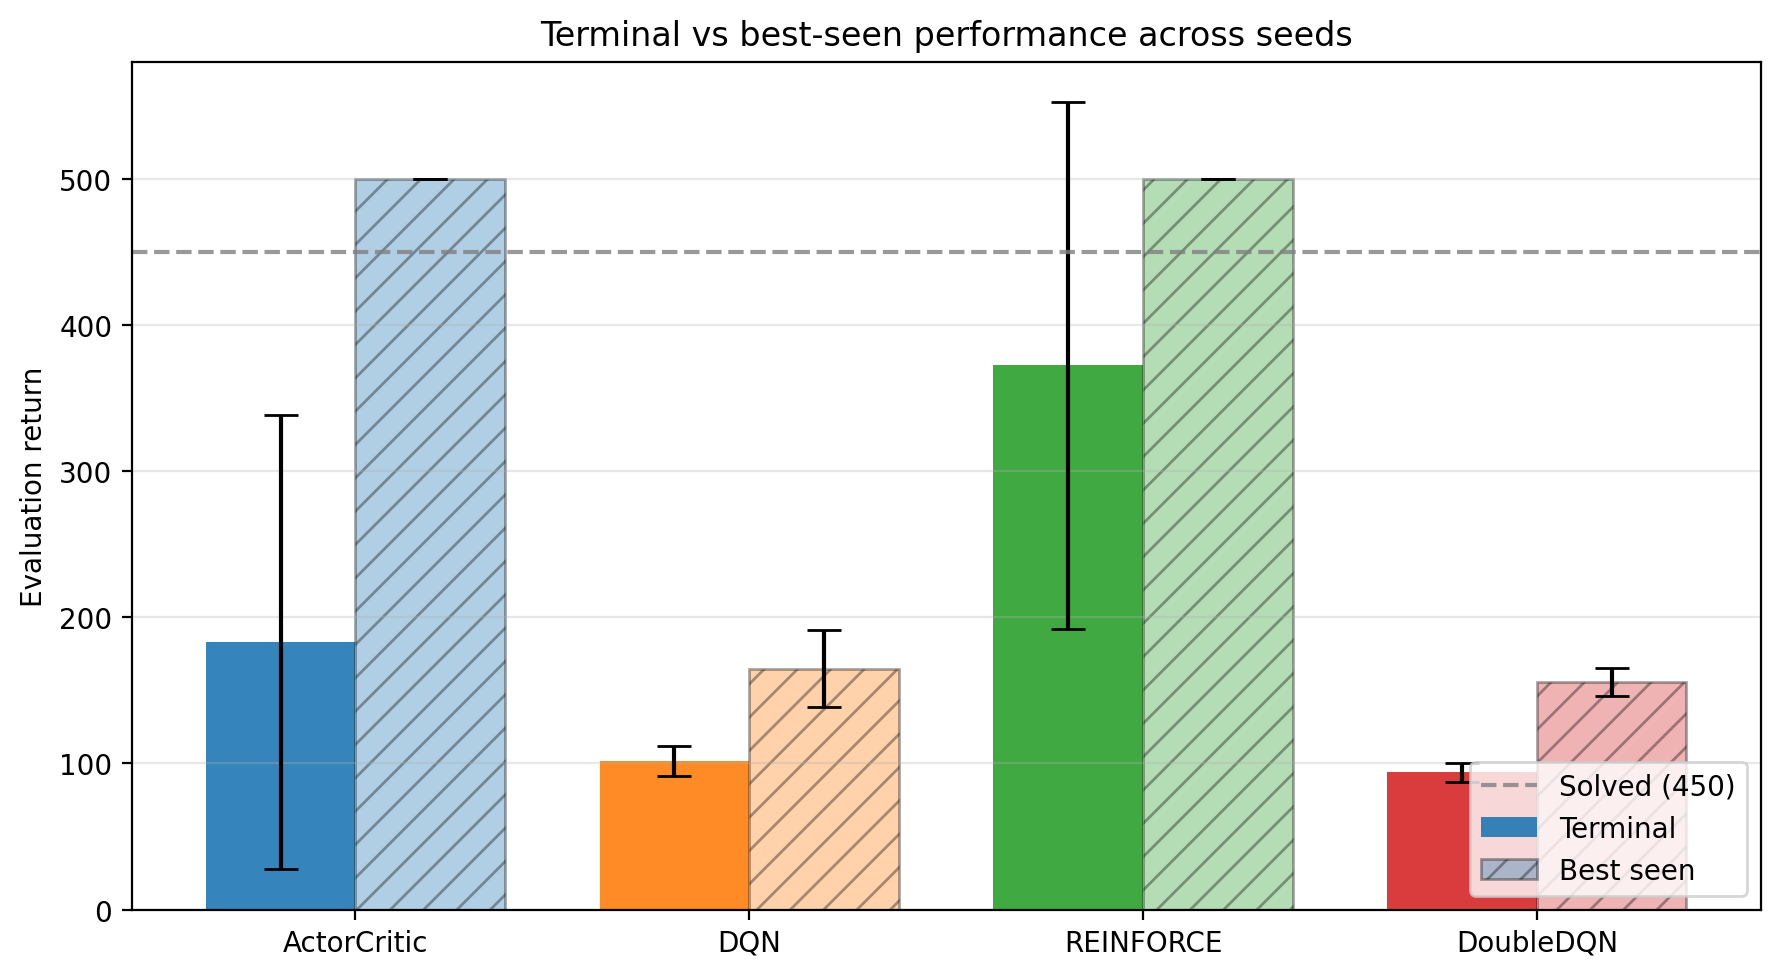 Terminal vs best-seen performance across seeds
Evaluation return
500
400
300
200
100
0
ActorCritic
DQN
REINFORCE
DoubleDQN
Solved (450)
Terminal
Best seen